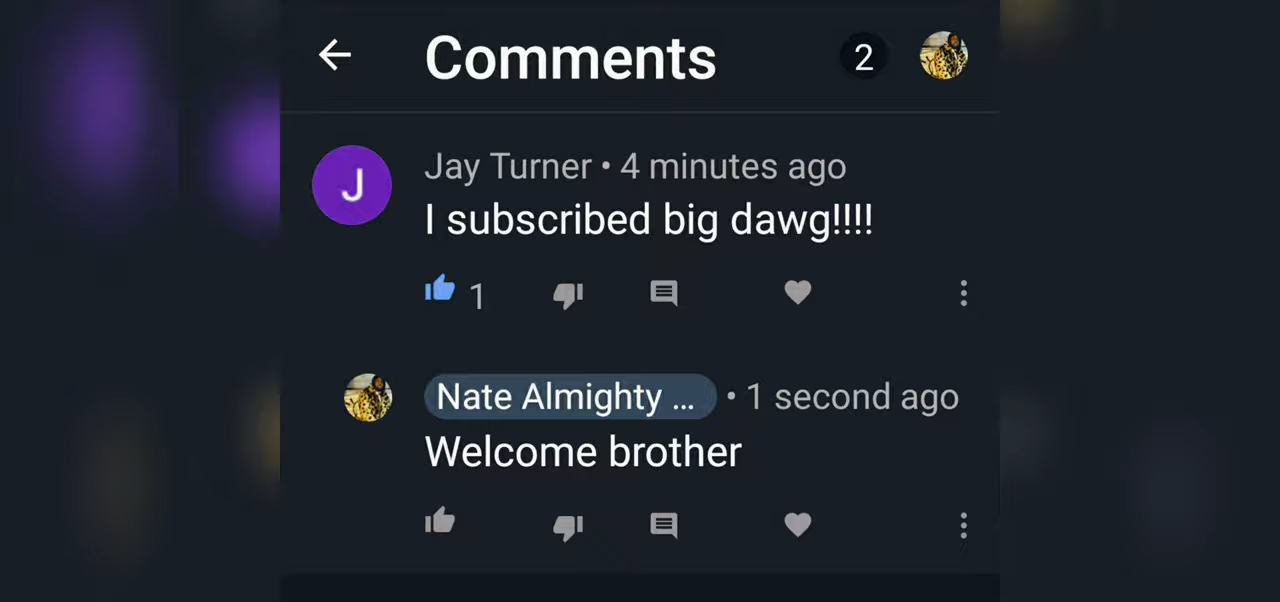 Comments
2
J
Jay Turner • 4 minutes ago
I subscribed big dawg!!!!
1
Nate Almighty ... • 1 second ago
Welcome brother